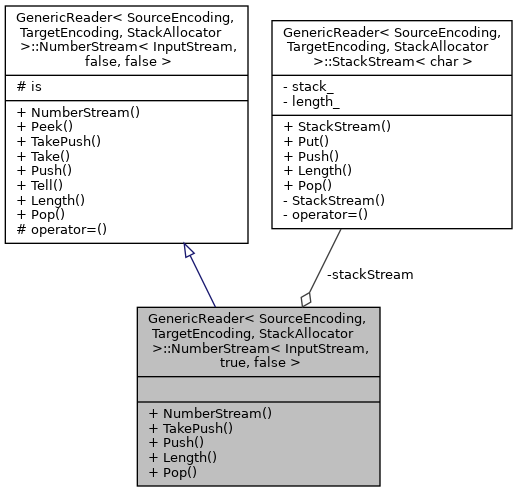 GenericReader< SourceEncoding,
TargetEncoding, StackAllocator
>::NumberStream< InputStream,
false, false >
# is
+ NumberStream()
+ Peek()
+ TakePush()
+ Take()
+ Push()
+ Tell()
+ Length()
+ Pop()
# operator=()
GenericReader< SourceEncoding,
TargetEncoding, StackAllocator
>::StackStream< char >
- stack_
- length_
+ StackStream()
+ Put()
+ Push()
+ Length()
+ Pop()
- StackStream()
- operator=()
-stackStream
GenericReader< SourceEncoding,
TargetEncoding, StackAllocator
>::NumberStream< InputStream,
true, false >
+ NumberStream()
+ TakePush()
+ Push()
+ Length()
+ Pop()